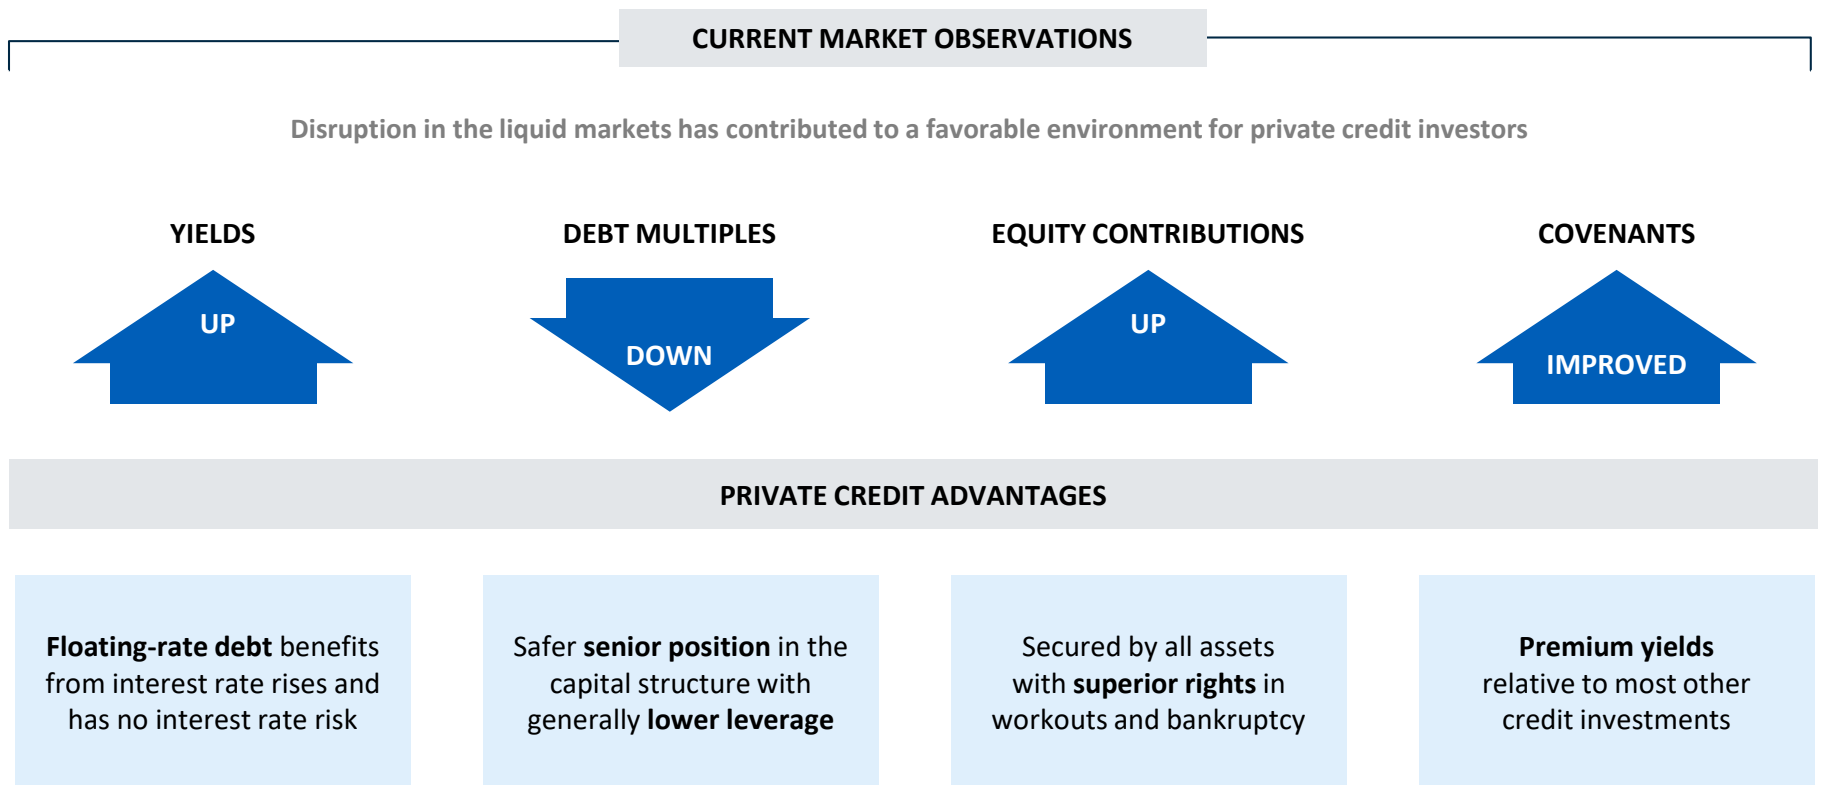 CURRENT MARKET OBSERVATIONS
Disruption in the liquid markets has contributed to a favorable environment for private credit investors
YIELDS
UP
DEBT MULTIPLES
DOWN
EQUITY CONTRIBUTIONS
UP
COVENANTS
IMPROVED
PRIVATE CREDIT ADVANTAGES
Floating-rate debt benefits
from interest rate rises and
has no interest rate risk
Safer senior position in the
capital structure with
generally lower leverage
Secured by all assets
with superior rights in
workouts and bankruptcy
Premium yields
relative to most other
credit investments